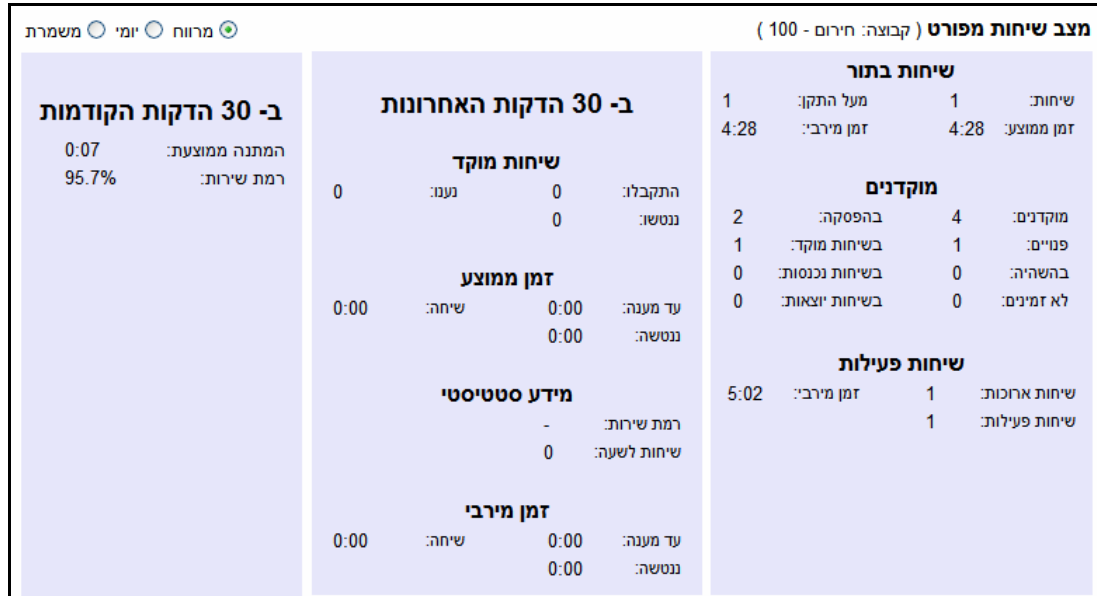 מצב שיחות מפורט ( קבוצה: חירום - 100 )
מרווח יומי משמרת
שיחות בתור
שיחות: 1 מעל התקן: 1
זמן ממוצע: 4:28 זמן מירבי: 4:28
מוקדנים
מוקדנים: 4 בהפסקה: 2
פנויים: 1 בשיחות מוקד: 1
בהשהיה: 0 בשיחות נכנסות: 0
לא זמינים: 0 בשיחות יוצאות: 0
שיחות פעילות
שיחות ארוכות: 1 זמן מירבי: 5:02
שיחות פעילות: 1
ב- 30 הדקות האחרונות
שיחות מוקד
התקבלו: 0 נענו: 0
ננטשו: 0
זמן ממוצע
עד מענה: 0:00 שיחה: 0:00
ננטשה: 0:00
מידע סטטיסטי
רמת שירות: -
שיחות לשעה: 0
זמן מירבי
עד מענה: 0:00 שיחה: 0:00
ננטשה: 0:00
ב- 30 הדקות הקודמות
המתנה ממוצעת: 0:07
רמת שירות: 95.7%